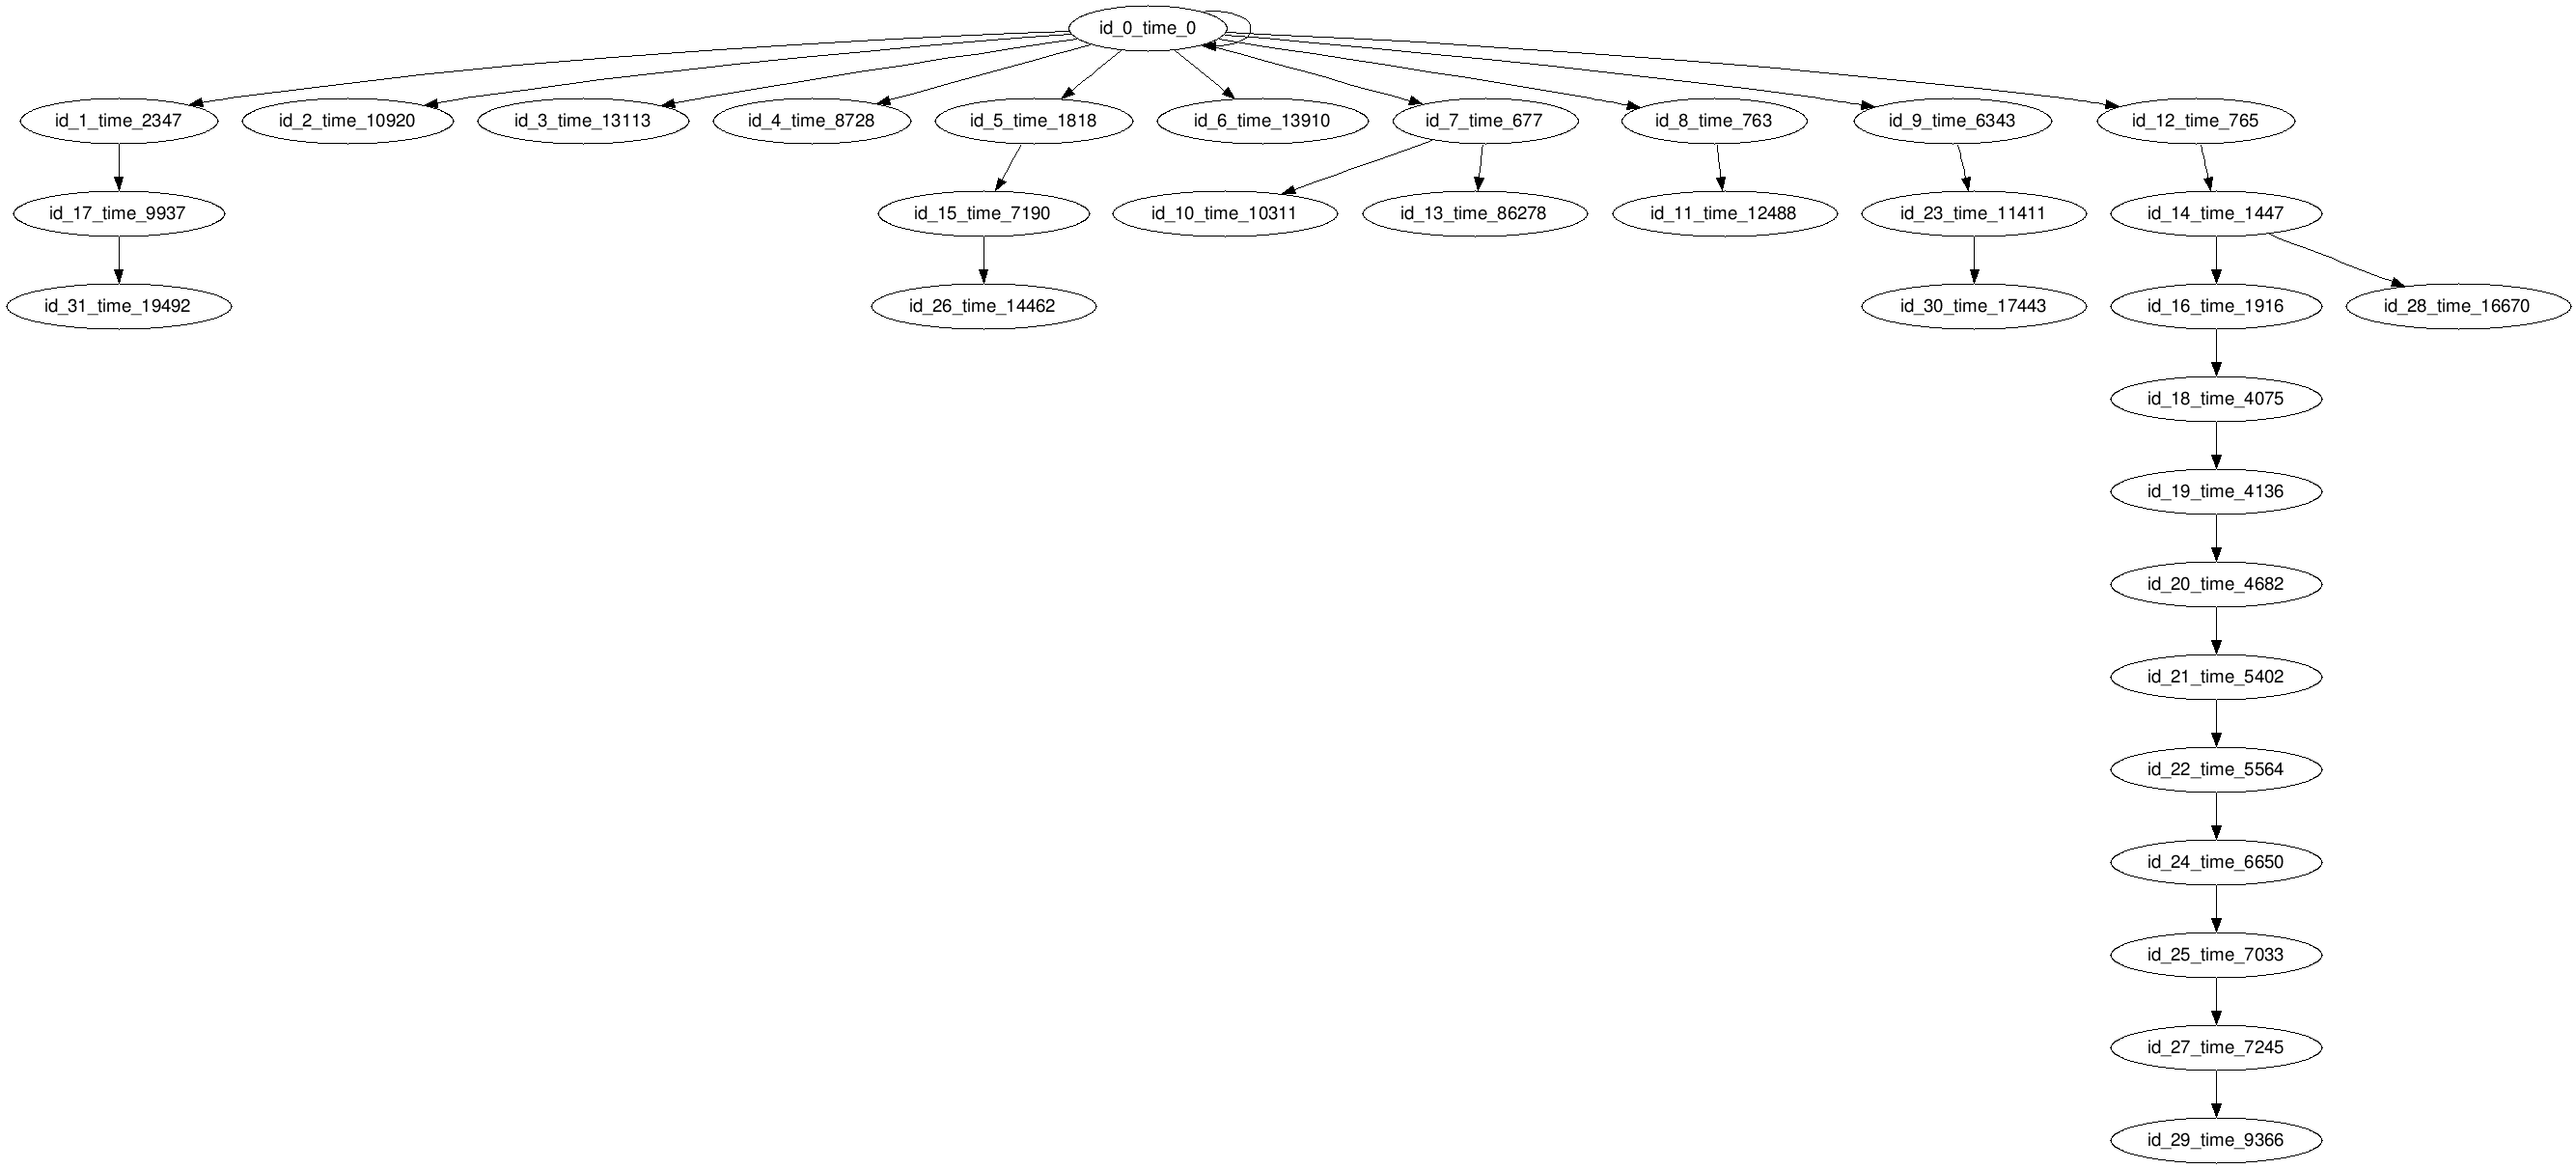 id_0_time_0
id_1_time_2347
id_2_time_10920
id_3_time_13113
id_4_time_8728
id_5_time_1818
id_6_time_13910
id_7_time_677
id_8_time_763
id_9_time_6343
id_12_time_765
id_17_time_9937
id_15_time_7190
id_10_time_10311
id_13_time_86278
id_11_time_12488
id_23_time_11411
id_14_time_1447
id_31_time_19492
id_26_time_14462
id_30_time_17443
id_16_time_1916
id_28_time_16670
id_18_time_4075
id_19_time_4136
id_20_time_4682
id_21_time_5402
id_22_time_5564
id_24_time_6650
id_25_time_7033
id_27_time_7245
id_29_time_9366